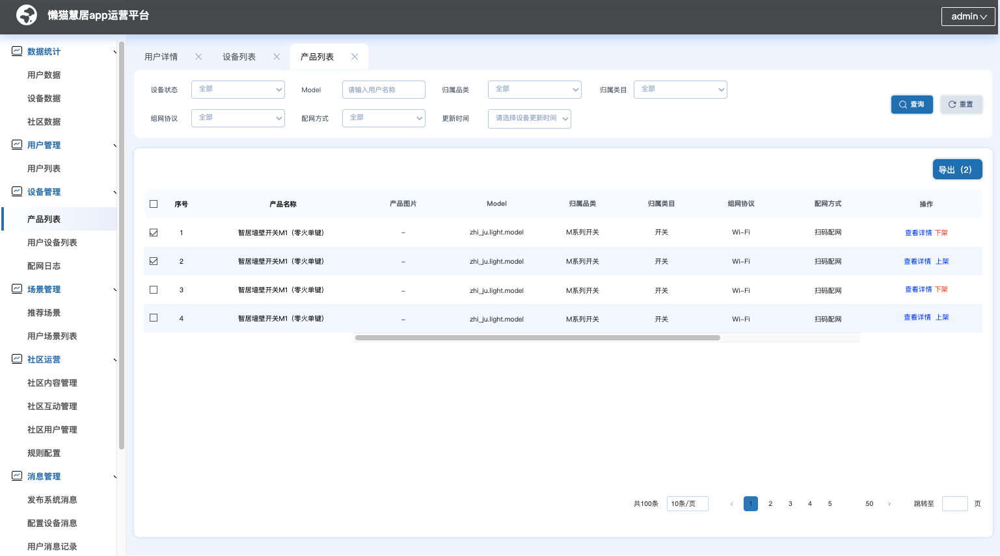 懒猫慧居app运营平台
admin
数据统计
用户数据
设备数据
社区数据
用户管理
用户列表
设备管理
产品列表
用户设备列表
配网日志
场景管理
推荐场景
用户场景列表
社区运营
社区内容管理
社区互动管理
社区用户管理
规则配置
消息管理
发布系统消息
配置设备消息
用户消息记录
用户详情 设备列表 产品列表
设备状态 全部 Model 请输入用户名称 归属品类 全部 归属类目 全部
查询 重置
组网协议 全部 配网方式 全部 更新时间 请选择设备更新时间
导出（2）
序号 产品名称 产品图片 Model 归属品类 归属类目 组网协议 配网方式 操作
1 智居墙壁开关M1（零火单键） – zhi_ju.light.model M系列开关 开关 Wi-Fi 扫码配网 查看详情 下架
2 智居墙壁开关M1（零火单键） – zhi_ju.light.model M系列开关 开关 Wi-Fi 扫码配网 查看详情 上架
3 智居墙壁开关M1（零火单键） – zhi_ju.light.model M系列开关 开关 Wi-Fi 扫码配网 查看详情 下架
4 智居墙壁开关M1（零火单键） – zhi_ju.light.model M系列开关 开关 Wi-Fi 扫码配网 查看详情 上架
共100条 10条/页 ‹ 1 2 3 4 5 50 › 跳转至 页